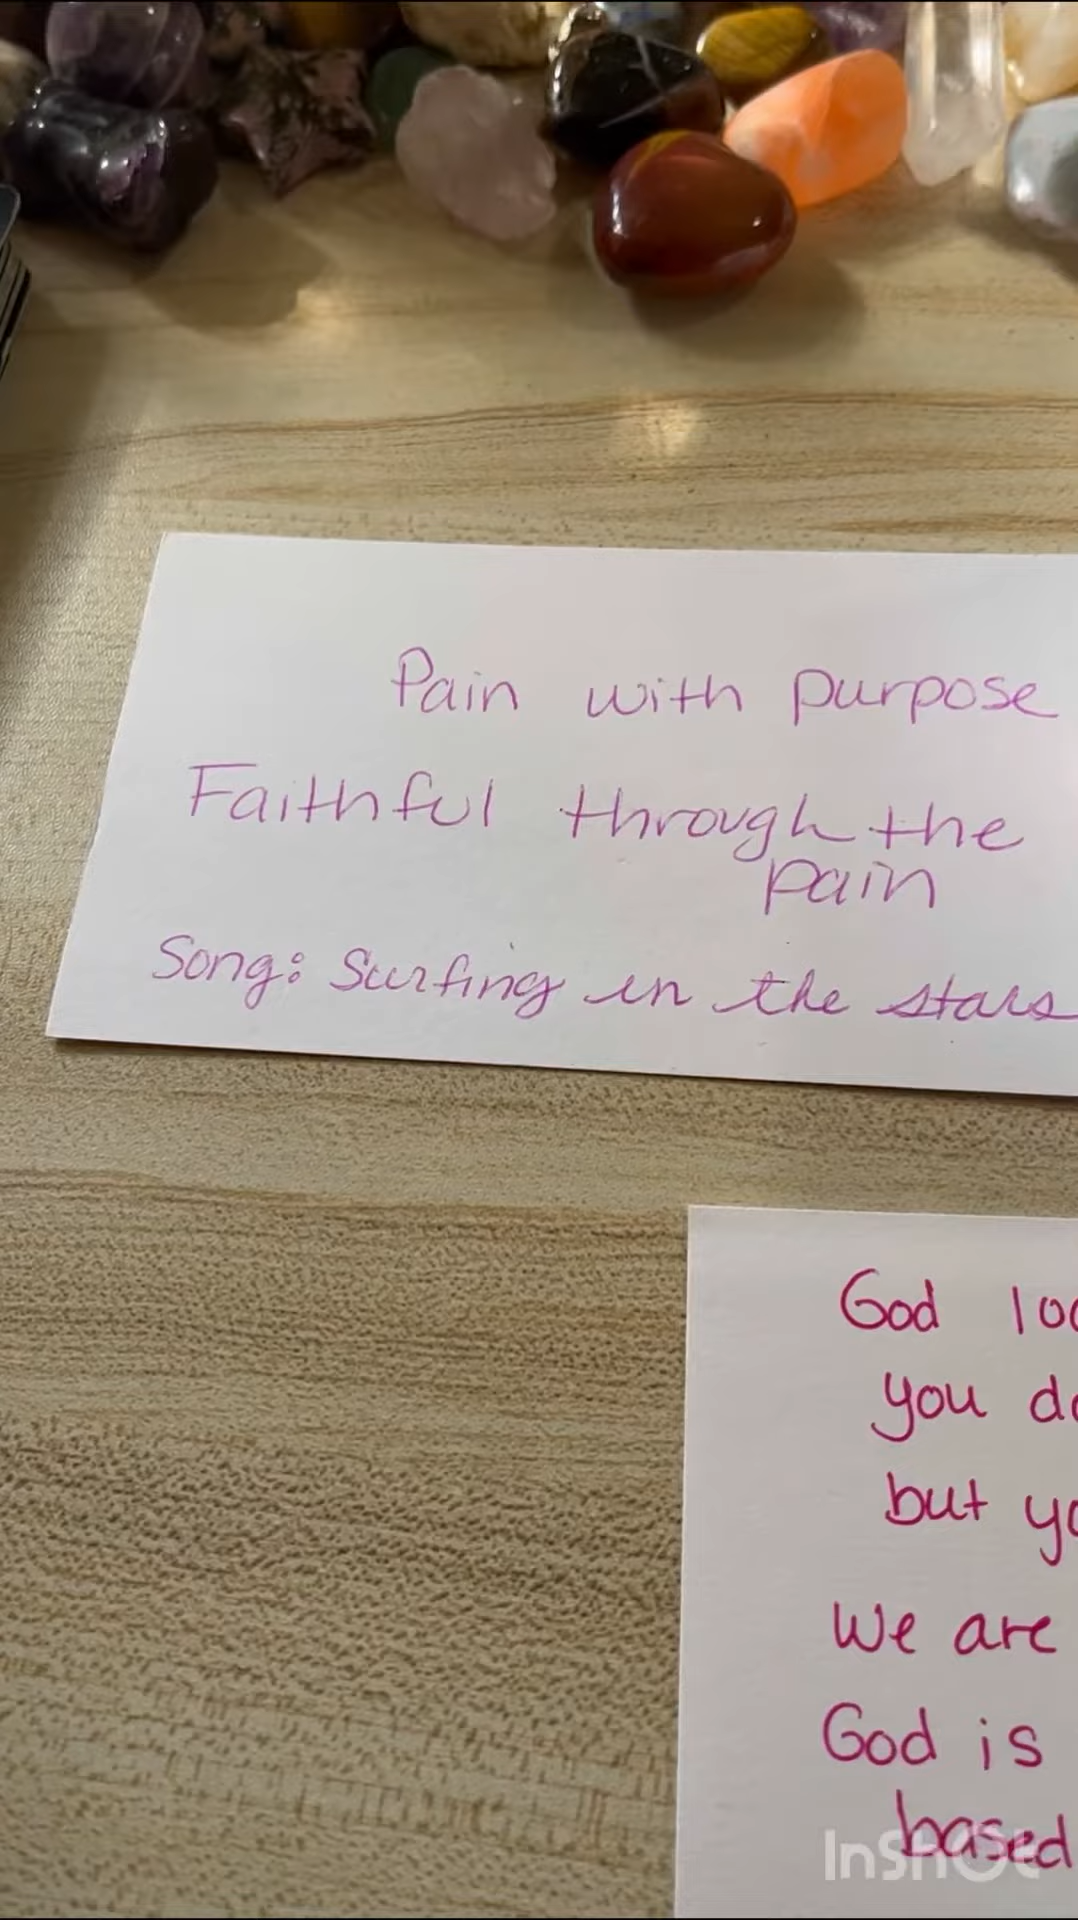 Pain with purpose
Faithful through the
pain
Song: Surfing in the stars
God
you
but
We are
God is
based
InShot